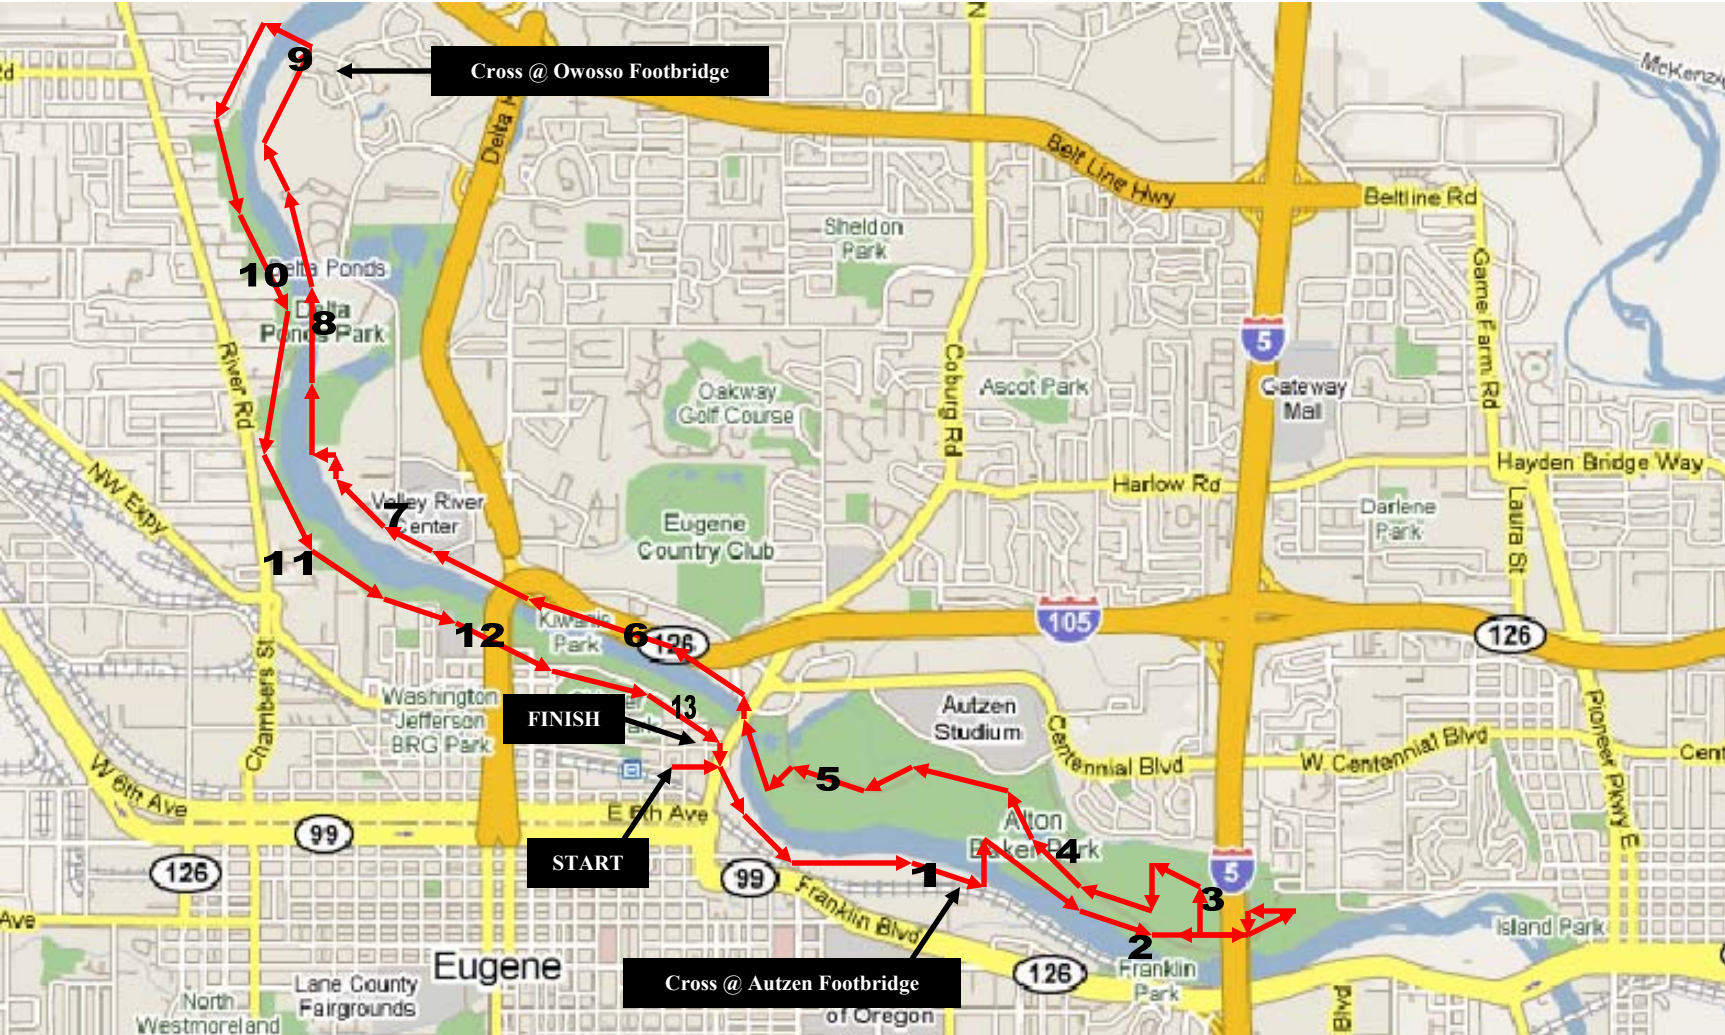 N
9
Cross @ Owosso Footbridge
McKenzie
Rd
Delta H
Belt Line Hwy
Beltline Rd
Sheldon
Park
10
Delta Ponds
Game Farm Rd
Delta
Ponds Park
8
5
River Rd
Coburg Rd
Oakway
Golf Course
Ascot Park
Gateway
Mall
NW Expy
Hayden Bridge Way
Harlow Rd
Valley River
Center
7
Eugene
Country Club
Darlene
Park
Laura St
11
Kiwanis
Park
6
126
105
126
12
Chambers St
Washington
Jefferson
BRG Park
FINISH
13
Autzen
Stadium
Centennial Blvd
W. Centennial Blvd
Cent
Pioneer Pkwy E
W 6th Ave
5
E 6th Ave
Alton
Baker Park
4
99
START
126
99
1
5
3
Franklin Blvd
Ave
2
Island Park
Eugene
Cross @ Autzen Footbridge
126
Franklin
Park
Lane County
Fairgrounds
North
Westmoreland
of Oregon
Blvd